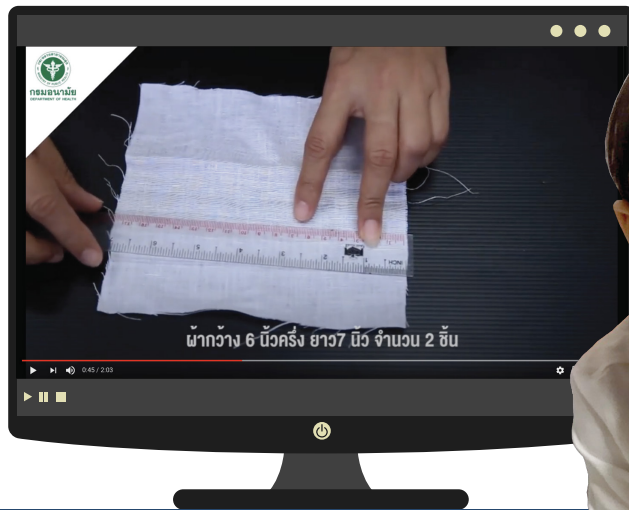 กรมอนามัย
DEPARTMENT OF HEALTH
INCH
ผ้ากว้าง 6 นิ้วครึ่ง ยาว7 นิ้ว จำนวน 2 ชิ้น
0:45 / 2:03